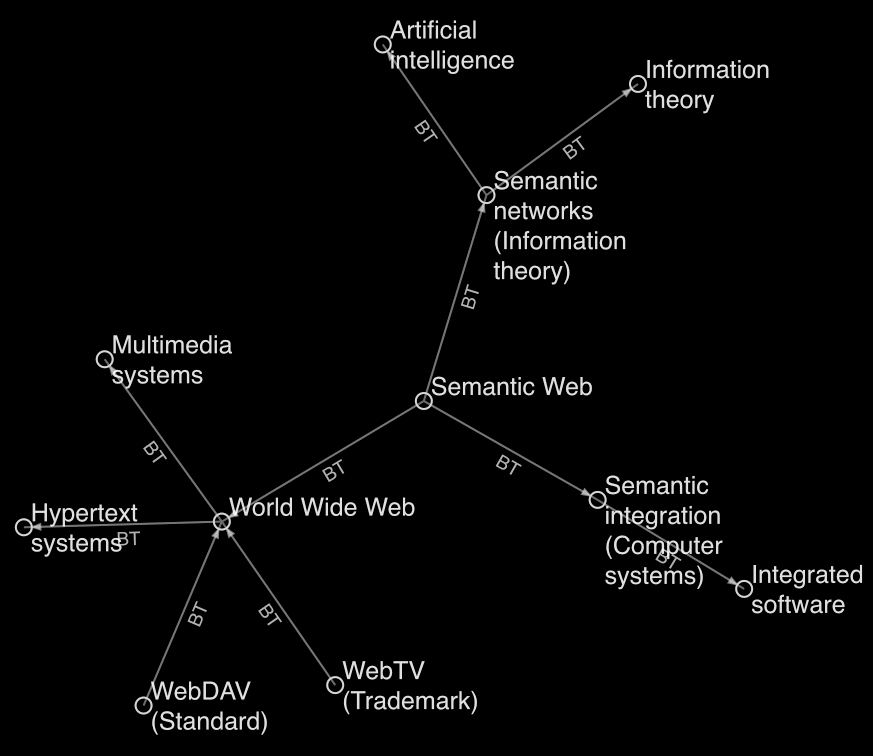 Artificial
intelligence
Information
theory
BT
BT
Semantic
networks
(Information
theory)
BT
Multimedia
systems
Semantic Web
BT
BT
BT
Semantic
integration
(Computer
systems)
World Wide Web
Hypertext
systems
BT
BT
Integrated
software
BT
BT
WebTV
(Trademark)
WebDAV
(Standard)